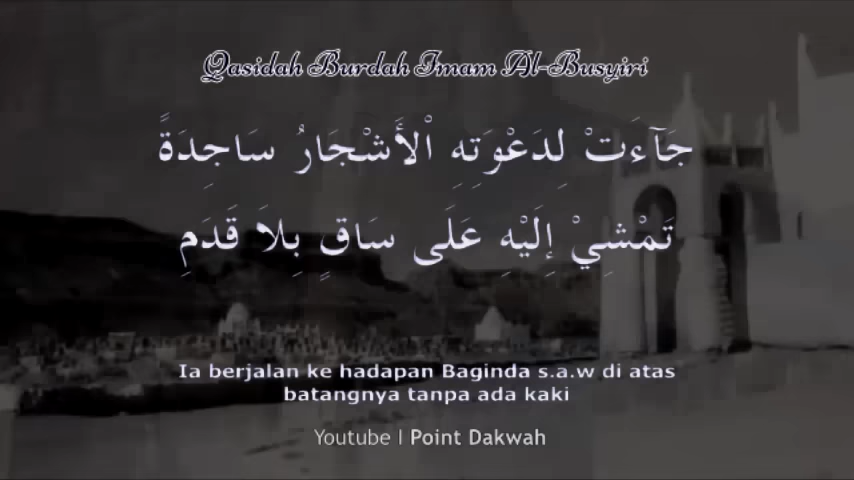 Qasidah Burdah Imam Al-Busyiri
جَآءَتْ لِدَعْوَتِهِ اْلأَشْجَارُ سَاجِدَةً
تَمْشِيْ إِلَيْهِ عَلَى سَاقٍ بِلاَ قَدَمِ
Ia berjalan ke hadapan Baginda s.a.w di atas
batangnya tanpa ada kaki
Youtube | Point Dakwah